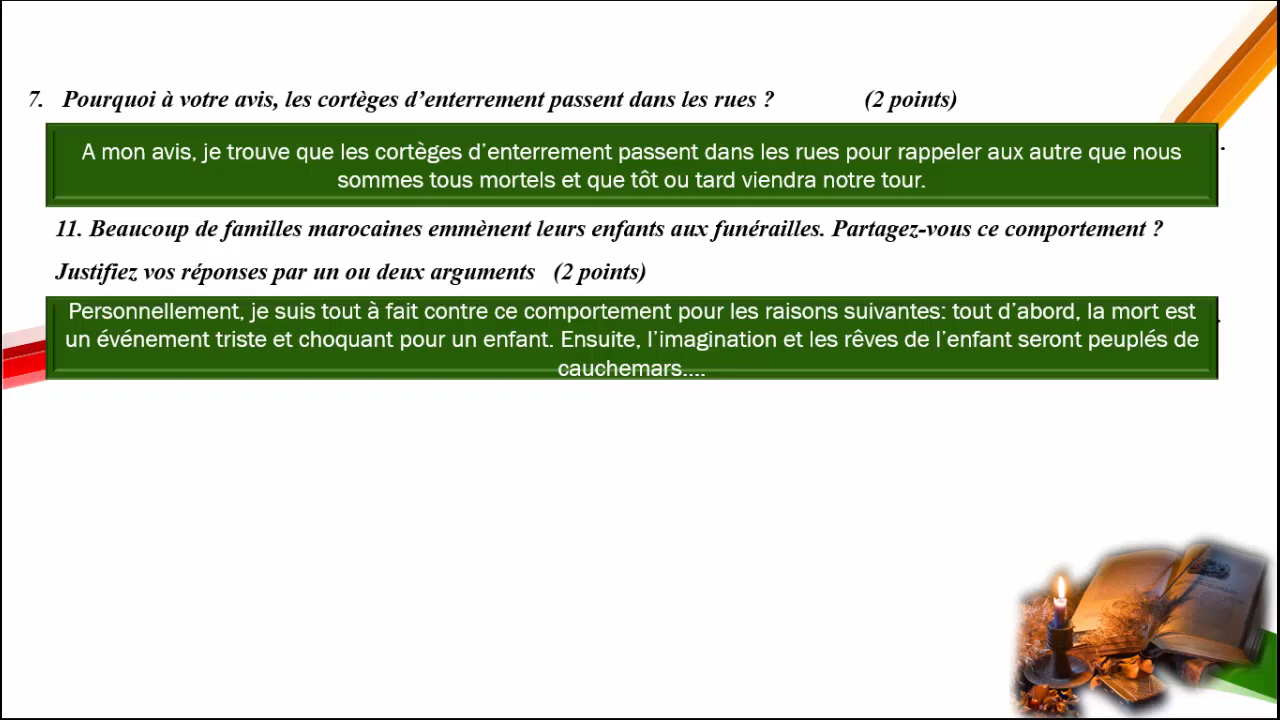 7. Pourquoi à votre avis, les cortèges d’enterrement passent dans les rues ? (2 points)
A mon avis, je trouve que les cortèges d’enterrement passent dans les rues pour rappeler aux autre que nous
sommes tous mortels et que tôt ou tard viendra notre tour.
11. Beaucoup de familles marocaines emmènent leurs enfants aux funérailles. Partagez-vous ce comportement ?
Justifiez vos réponses par un ou deux arguments (2 points)
Personnellement, je suis tout à fait contre ce comportement pour les raisons suivantes: tout d’abord, la mort est
un événement triste et choquant pour un enfant. Ensuite, l’imagination et les rêves de l’enfant seront peuplés de
cauchemars....